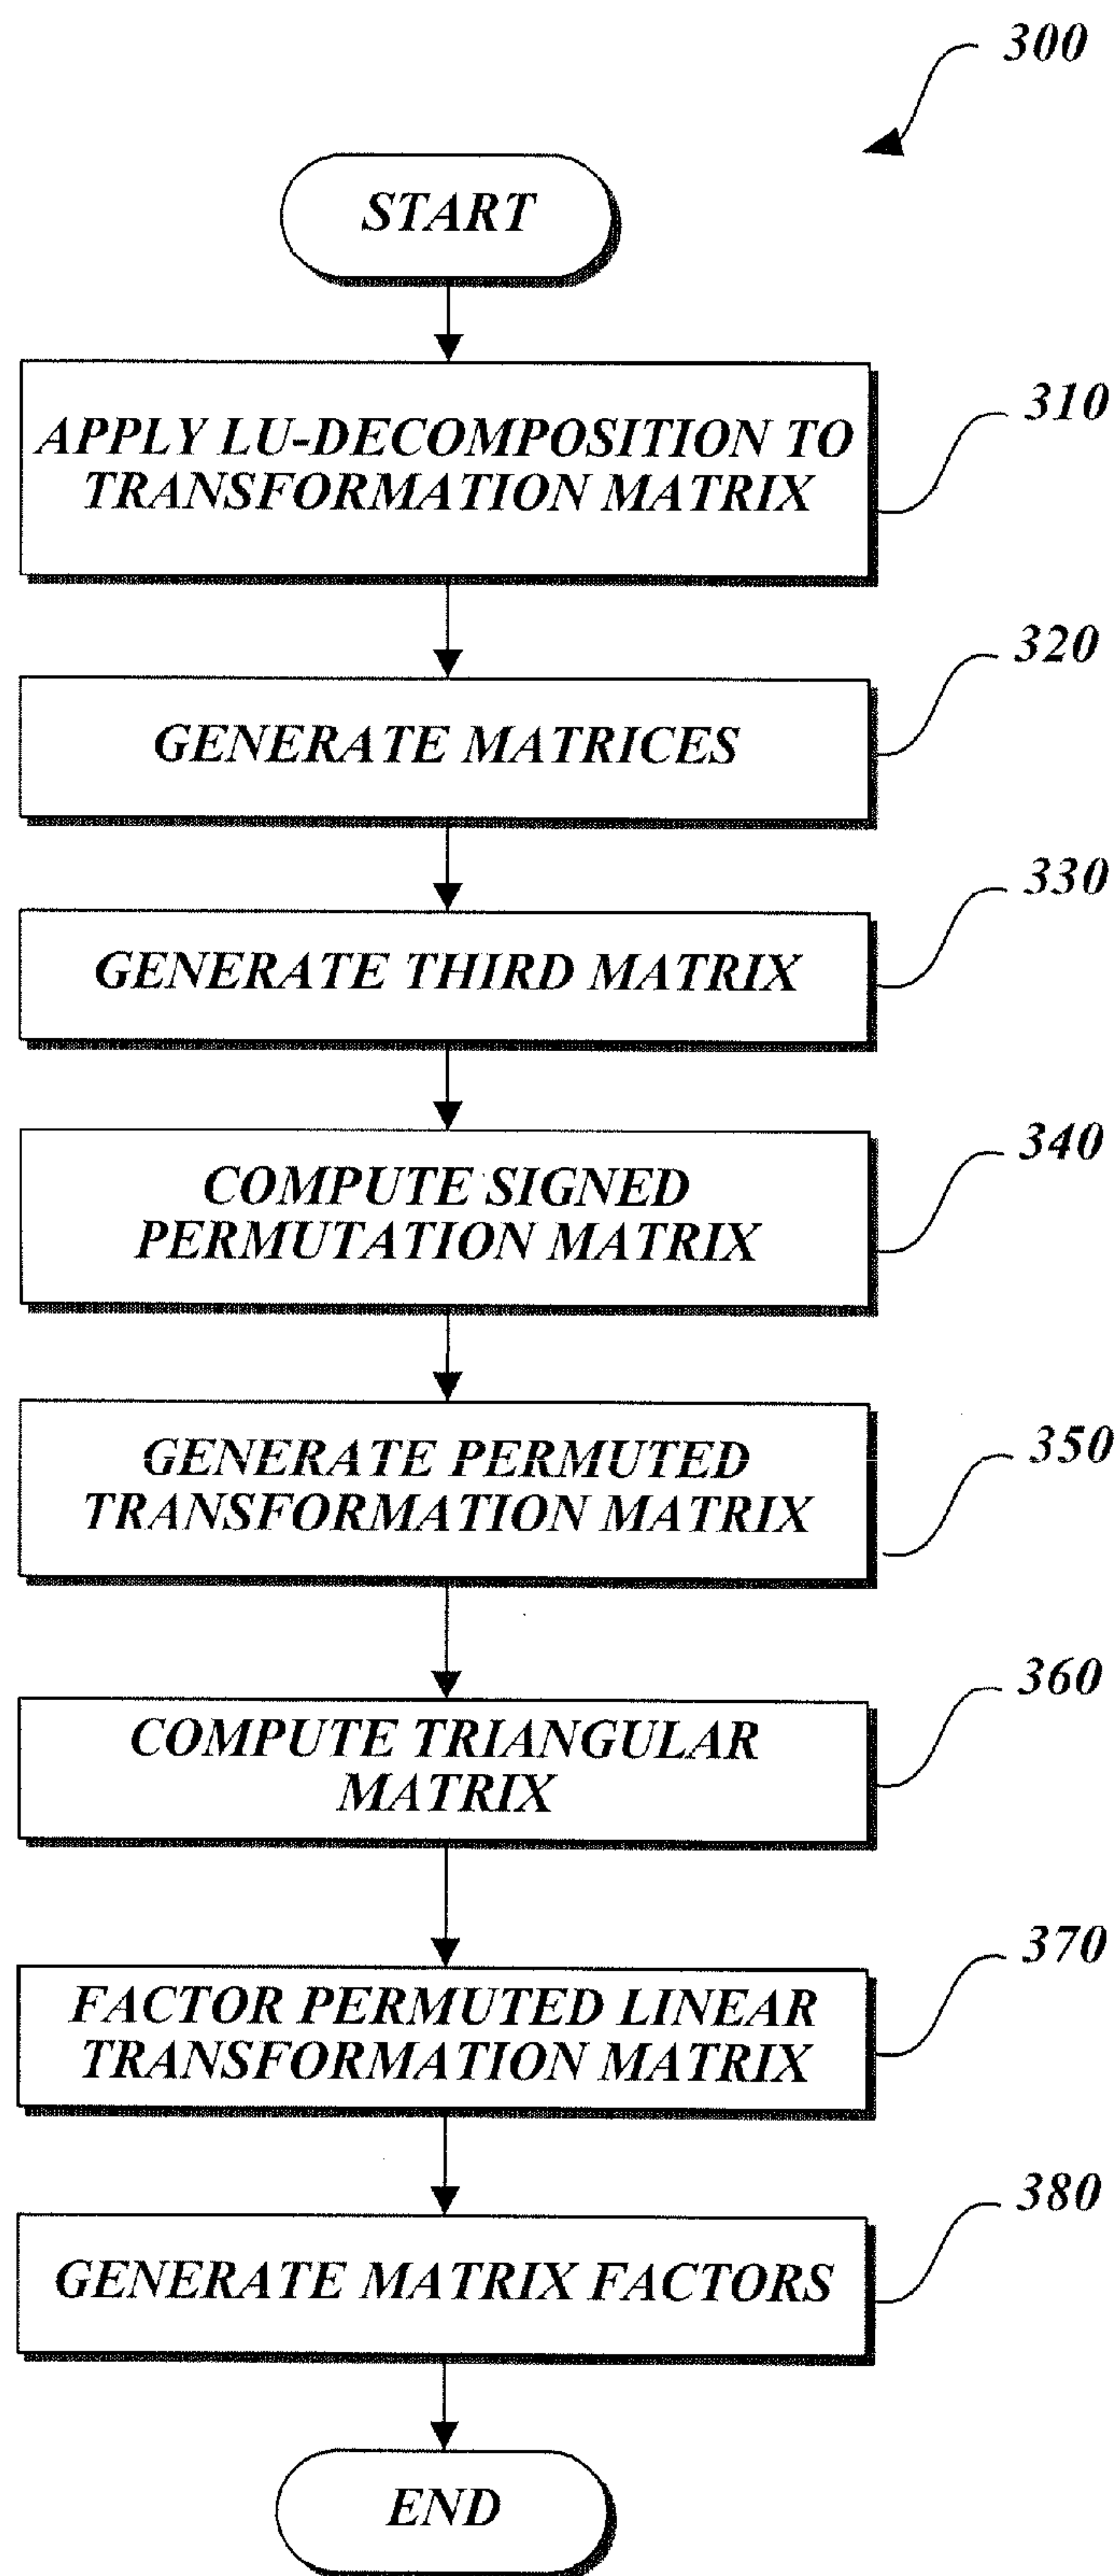 300
START
APPLY LU-DECOMPOSITION TO
TRANSFORMATION MATRIX
310
320
GENERATE MATRICES
330
GENERATE THIRD MATRIX
340
COMPUTE SIGNED
PERMUTATION MATRIX
350
GENERATE PERMUTED
TRANSFORMATION MATRIX
360
COMPUTE TRIANGULAR
MATRIX
370
FACTOR PERMUTED LINEAR
TRANSFORMATION MATRIX
380
GENERATE MATRIX FACTORS
END